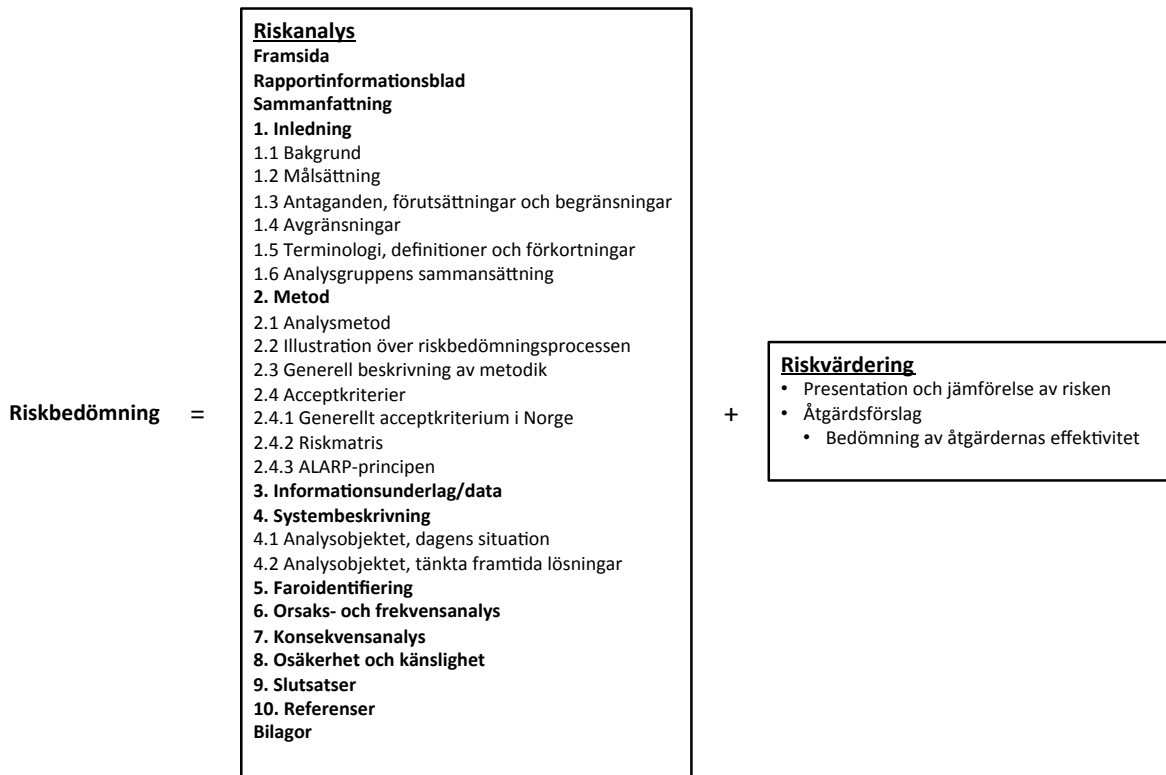 Riskbedömning
=
Riskanalys
Framsida
Rapportinformationsblad
Sammanfattning
1. Inledning
1.1 Bakgrund
1.2 Målsättning
1.3 Antaganden, förutsättningar och begränsningar
1.4 Avgränsningar
1.5 Terminologi, definitioner och förkortningar
1.6 Analysgruppens sammansättning
2. Metod
2.1 Analysmetod
2.2 Illustration över riskbedömningsprocessen
2.3 Generell beskrivning av metodik
2.4 Acceptkriterier
2.4.1 Generellt acceptkriterium i Norge
2.4.2 Riskmatris
2.4.3 ALARP-principen
3. Informationsunderlag/data
4. Systembeskrivning
4.1 Analysobjektet, dagens situation
4.2 Analysobjektet, tänkta framtida lösningar
5. Faroidentifiering
6. Orsaks- och frekvensanalys
7. Konsekvensanalys
8. Osäkerhet och känslighet
9. Slutsatser
10. Referenser
Bilagor
+
Riskvärdering
• Presentation och jämförelse av risken
• Åtgärdsförslag
• Bedömning av åtgärdernas effektivitet